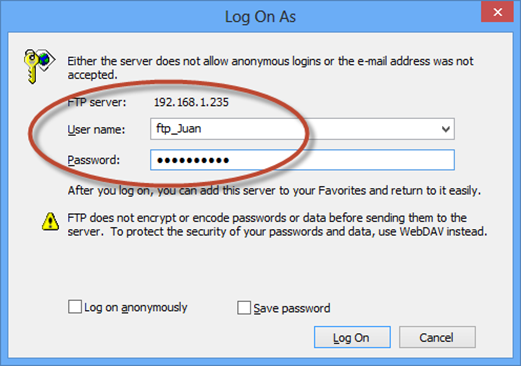 Log On As
Either the server does not allow anonymous logins or the e-mail address was not
accepted.
FTP server: 192.168.1.235
User name: ftp_Juan
Password: ●●●●●●●●●●
After you log on, you can add this server to your Favorites and return to it easily.
FTP does not encrypt or encode passwords or data before sending them to the
server. To protect the security of your passwords and data, use WebDAV instead.
Log on anonymously
Save password
Log On
Cancel